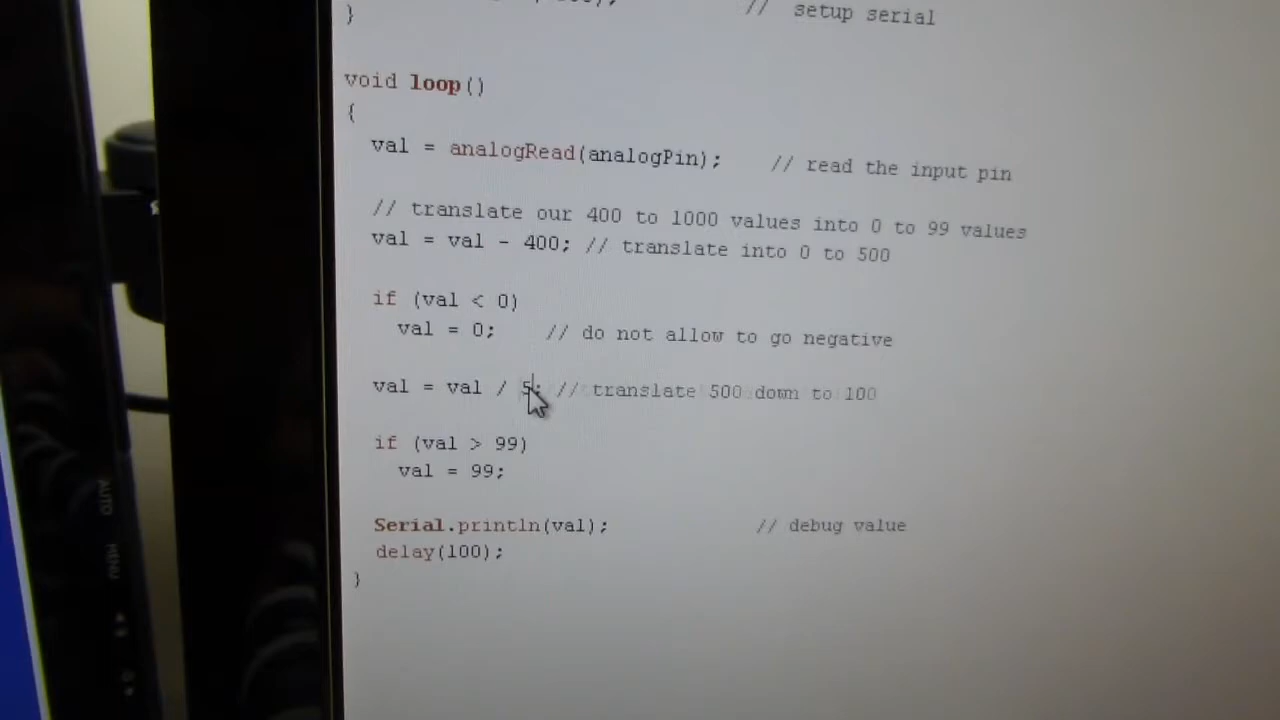 // setup serial
}
void loop()
{
val = analogRead(analogPin); // read the input pin
// translate our 400 to 1000 values into 0 to 99 values
val = val - 400; // translate into 0 to 500
if (val < 0)
val = 0; // do not allow to go negative
val = val / 5; // translate 500 down to 100
if (val > 99)
val = 99;
Serial.println(val); // debug value
delay(100);
}
AUTO
MENU